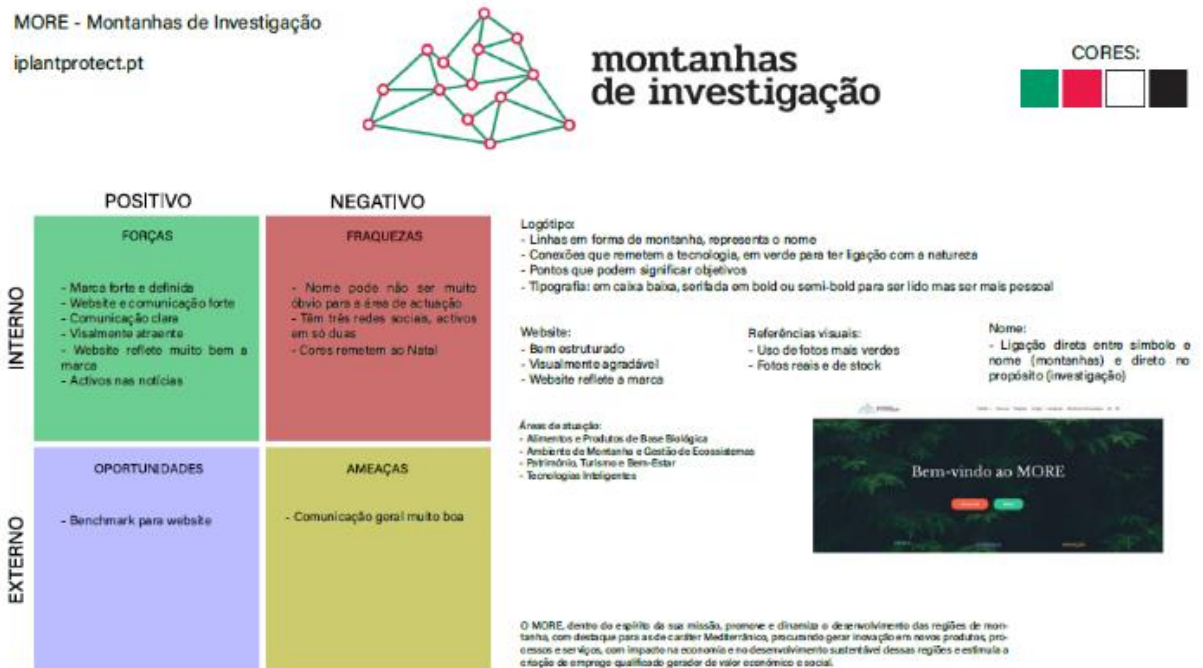 MORE - Montanhas de Investigação
iplantprotect.pt
montanhas
de investigação
CORES:
POSITIVO
NEGATIVO
INTERNO
EXTERNO
FORÇAS
- Marca forte e definida
- Website e comunicação forte
- Comunicação clara
- Visalmente atraente
- Website reflete muito bem a
marca
- Activos nas notícias
FRAQUEZAS
- Nome pode não ser muito
óbvio para a área de actuação
- Têm três redes sociais, activos
em só duas
- Cores remetem ao Natal
OPORTUNIDADES
- Benchmark para website
AMEAÇAS
- Comunicação geral muito boa
Logótipo:
- Linhas em forma de montanha, representa o nome
- Conexões que remetem a tecnologia, em verde para ter ligação com a natureza
- Pontos que podem significar objetivos
- Tipografia: em caixa baixa, serifada em bold ou semi-bold para ser lido mas ser mais pessoal
Website:
- Bem estruturado
- Visualmente agradável
- Website reflete a marca
Referências visuais:
- Uso de fotos mais verdes
- Fotos reais e de stock
Nome:
- Ligação direta entre símbolo e
nome (montanhas) e direto no
propósito (investigação)
Áreas de atuação:
- Alimentos e Produtos de Base Biológica
- Ambiente de Montanha e Gestão de Ecossistemas
- Património, Turismo e Bem-Estar
- Tecnologias Inteligentes
Bem-vindo ao MORE
O MORE, dentro do espírito da sua missão, promove e dinamiza o desenvolvimento das regiões de mon-
tanha, com destaque para as de caráter Mediterrânico, procurando gerar inovação em novos produtos, pro-
cessos e serviços, com impacto na economia e no desenvolvimento sustentável dessas regiões e estimula a
criação de emprego qualificado gerador de valor económico e social.